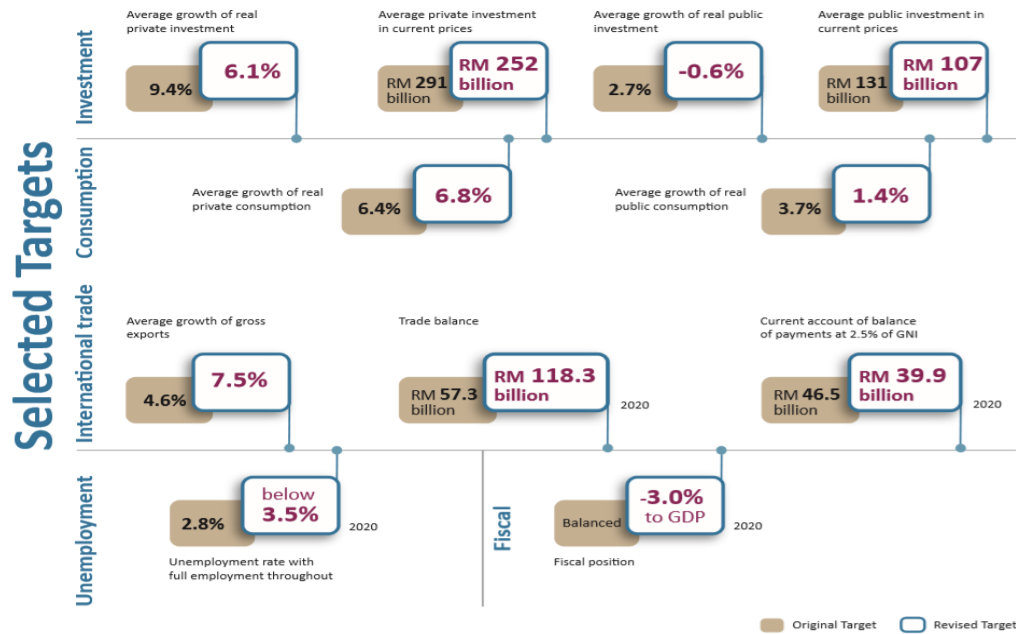 Selected Targets
Investment
Average growth of real
private investment
9.4%
6.1%
Average private investment
in current prices
RM 291
billion
RM 252
billion
Average growth of real public
investment
2.7%
-0.6%
Average public investment in
current prices
RM 131
billion
RM 107
billion
Consumption
Average growth of real
private consumption
6.4%
6.8%
Average growth of real
public consumption
3.7%
1.4%
International trade
Average growth of gross
exports
4.6%
7.5%
Trade balance
RM 57.3
billion
RM 118.3
billion
2020
Current account of balance
of payments at 2.5% of GNI
RM 46.5
billion
RM 39.9
billion
2020
Unemployment
2.8%
below
3.5%
2020
Unemployment rate with
full employment throughout
Fiscal
Balanced
-3.0%
to GDP
2020
Fiscal position
Original Target
Revised Target